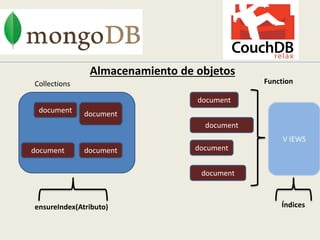 mongoDB
CouchDB
relax
Almacenamiento de objetos
Collections
Function
document
document
document
document
document
document
document
document
V IEWS
ensureIndex(Atributo)
Índices